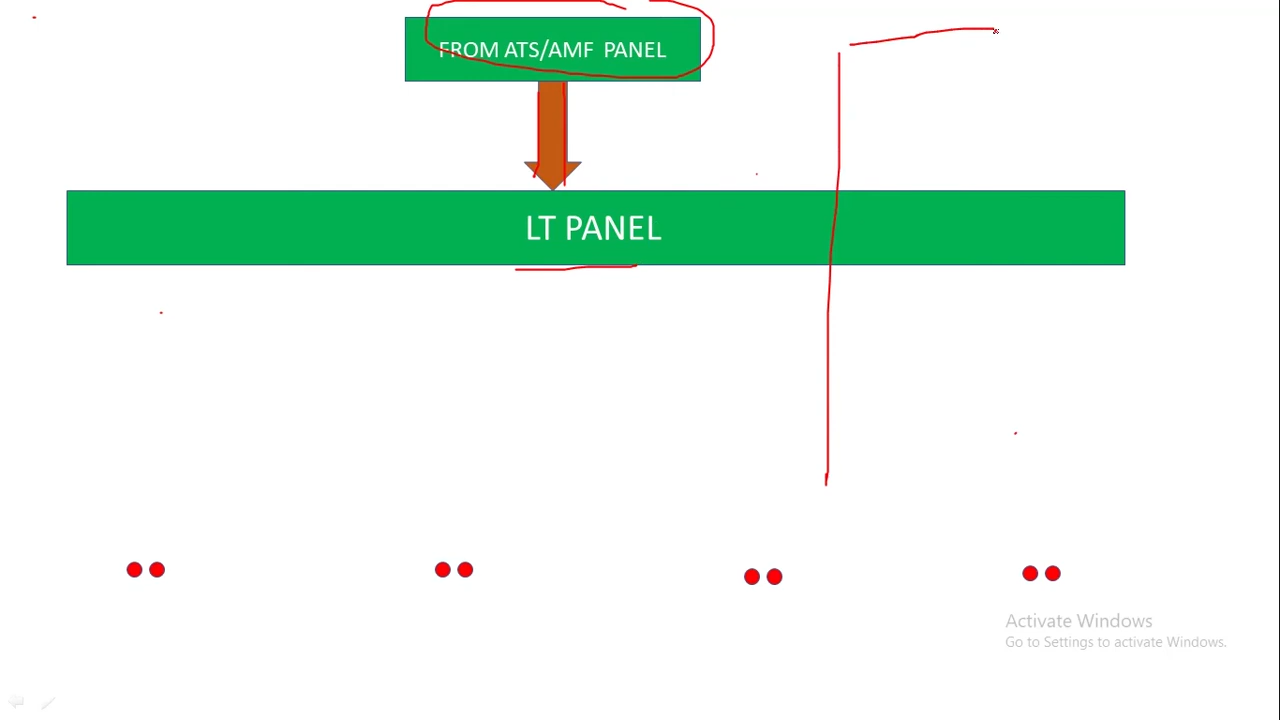 FROM ATS/AMF PANEL
LT PANEL
Activate Windows
Go to Settings to activate Windows.